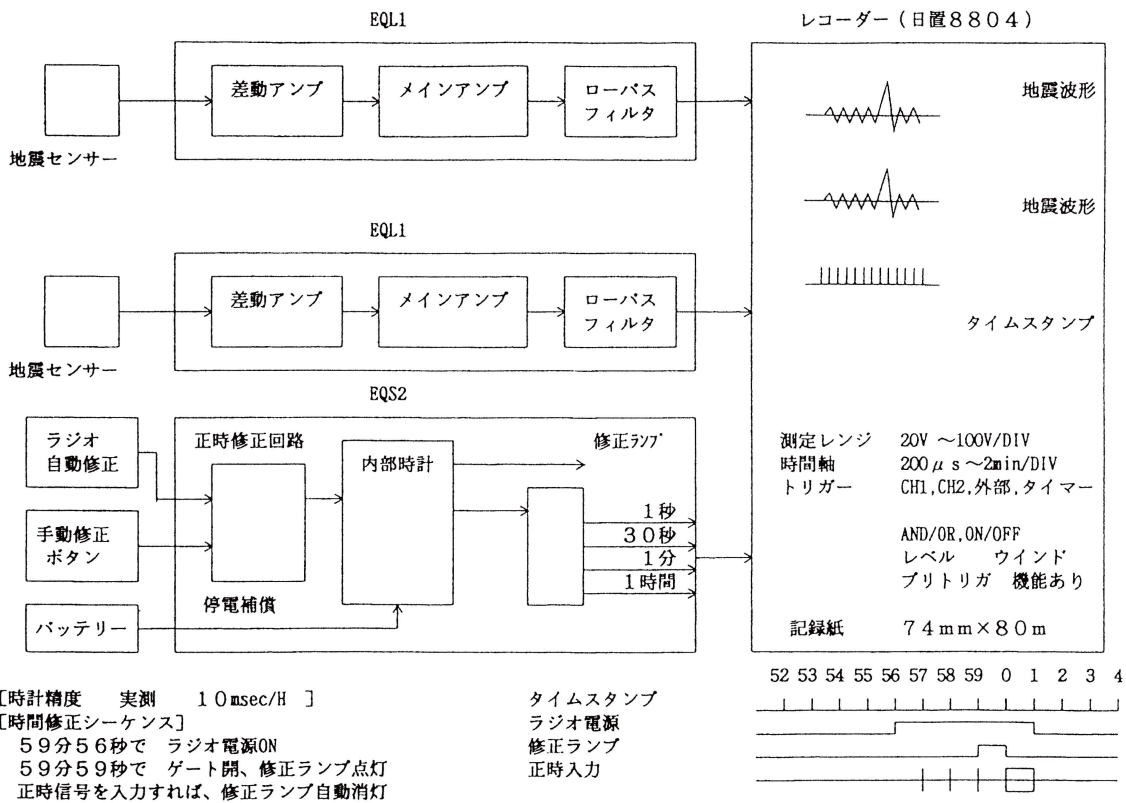 EQL1
レコーダー（日置8804）
差動アンプ
メインアンプ
ローパス
フィルタ
地震波形
地震センサー
地震波形
EQL1
差動アンプ
メインアンプ
ローパス
フィルタ
タイムスタンプ
地震センサー
EQS2
ラジオ
自動修正
正時修正回路
内部時計
修正ﾗﾝﾌﾟ
手動修正
ボタン
1秒
30秒
1分
1時間
停電補償
バッテリー
測定レンジ 20V ～100V/DIV
時間軸 200μs～2min/DIV
トリガー CH1,CH2,外部,タイマー
AND/OR,ON/OFF
レベル ウインド
プリトリガ 機能あり
記録紙 74mm×80m
52 53 54 55 56 57 58 59 0 1 2 3 4
タイムスタンプ
ラジオ電源
修正ランプ
正時入力
[時計精度 実測 10msec/H ]
[時間修正シーケンス]
59分56秒で ラジオ電源ON
59分59秒で ゲート開、修正ランプ点灯
正時信号を入力すれば、修正ランプ自動消灯